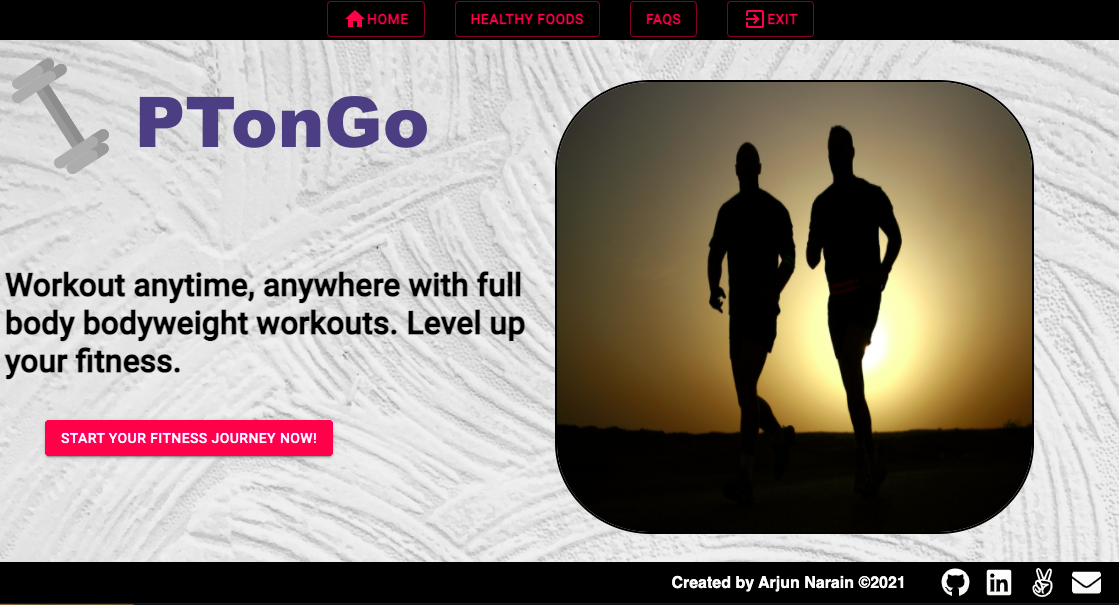 HOME
HEALTHY FOODS
FAQS
EXIT
PTonGo
Workout anytime, anywhere with full
body bodyweight workouts. Level up
your fitness.
START YOUR FITNESS JOURNEY NOW!
Created by Arjun Narain ©2021
in